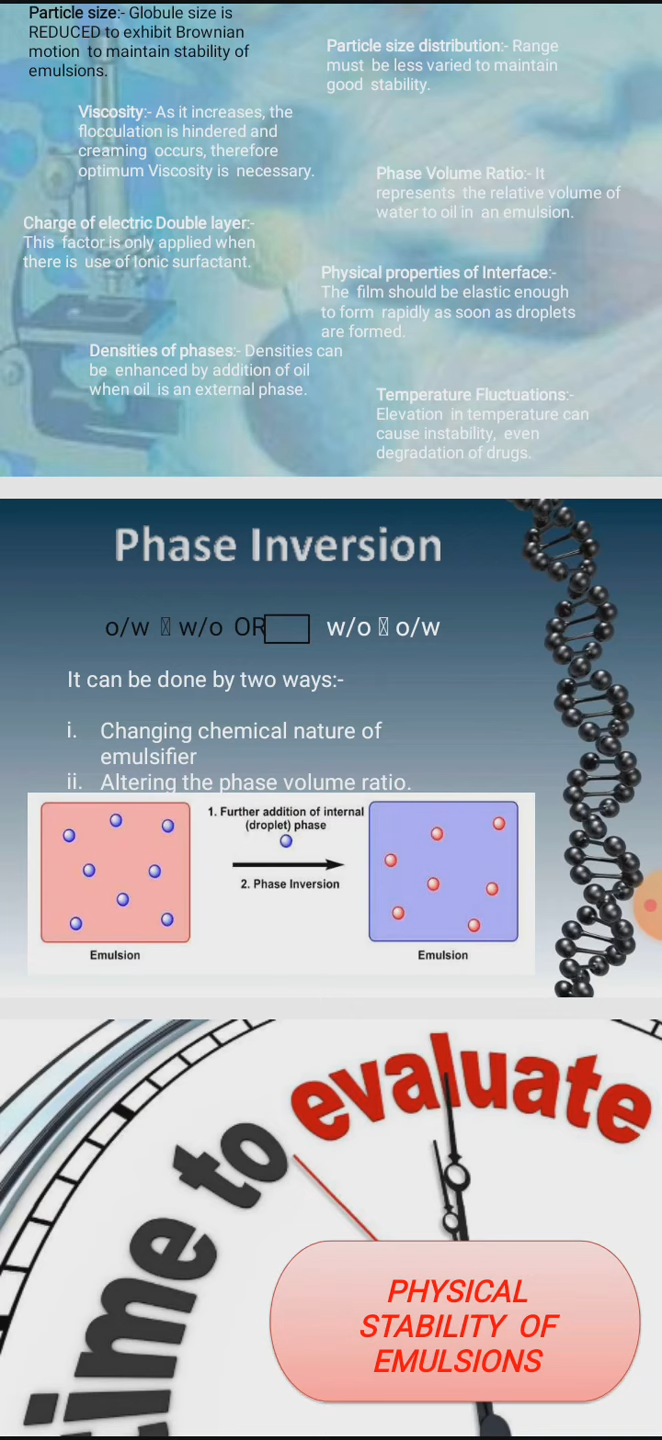 Particle size:- Globule size is
REDUCED to exhibit Brownian
motion to maintain stability of
emulsions.
Particle size distribution:- Range
must be less varied to maintain
good stability.
Viscosity:- As it increases, the
flocculation is hindered and
creaming occurs, therefore
optimum Viscosity is necessary.
Phase Volume Ratio:- It
represents the relative volume of
water to oil in an emulsion.
Charge of electric Double layer:-
This factor is only applied when
there is use of Ionic surfactant.
Physical properties of Interface:-
The film should be elastic enough
to form rapidly as soon as droplets
are formed.
Densities of phases:- Densities can
be enhanced by addition of oil
when oil is an external phase.
Temperature Fluctuations:-
Elevation in temperature can
cause instability, even
degradation of drugs.
Phase Inversion
o/w w/o OR w/o o/w
It can be done by two ways:-
i. Changing chemical nature of
emulsifier
ii. Altering the phase volume ratio.
1. Further addition of internal
(droplet) phase
2. Phase Inversion
Emulsion
Emulsion
time to evaluate
PHYSICAL
STABILITY OF
EMULSIONS